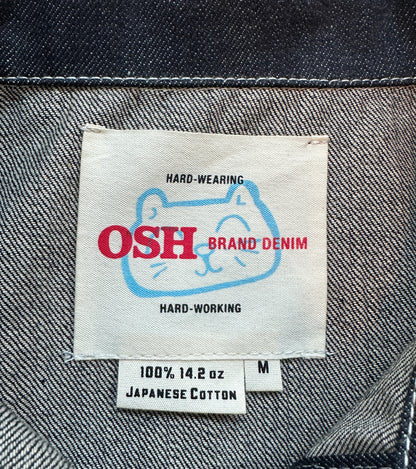 HARD-WEARING
OSH BRAND DENIM
HARD-WORKING
100% 14.2 oz
JAPANESE COTTON
M